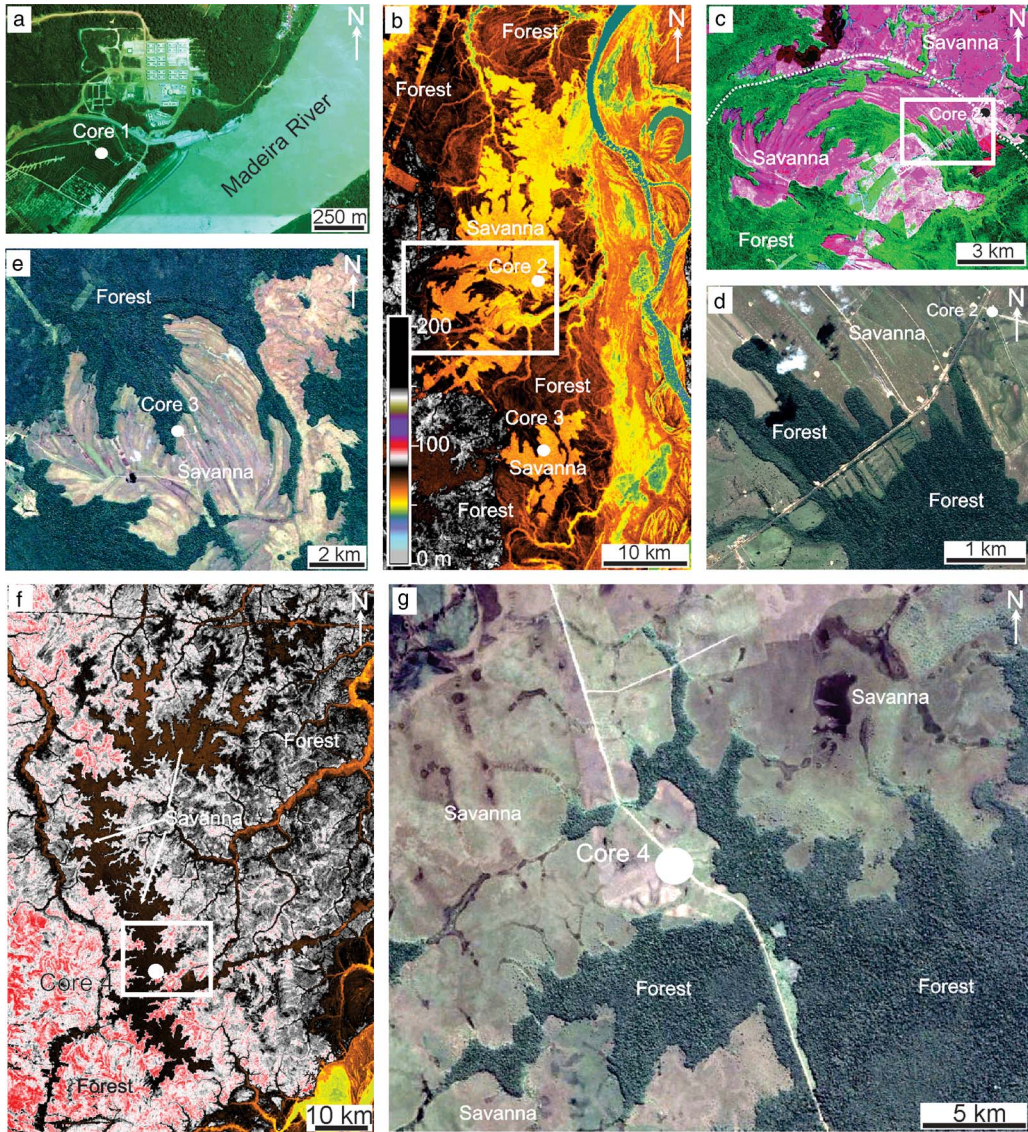 a
N
Core 1
Madeira River
250 m
b
N
Forest
Forest
Savanna
Core 2
200
Forest
100
Core 3
Savanna
Forest
0 m
10 km
c
N
Savanna
Core 2
Savanna
Forest
3 km
e
N
Forest
Core 3
Savanna
2 km
d
N
Core 2
Savanna
Forest
Forest
1 km
f
N
Forest
Savanna
Core 4
Forest
10 km
g
N
Savanna
Savanna
Core 4
Forest
Forest
Savanna
5 km